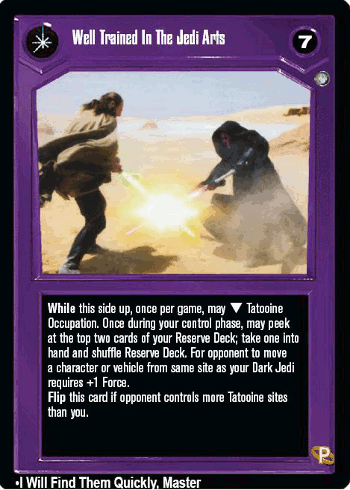 Well Trained In The Jedi Arts
7
While this side up, once per game, may ▼ Tatooine
Occupation. Once during your control phase, may peek
at the top two cards of your Reserve Deck; take one into
hand and shuffle Reserve Deck. For opponent to move
a character or vehicle from same site as your Dark Jedi
requires +1 Force.
Flip this card if opponent controls more Tatooine sites
than you.
P
•I Will Find Them Quickly, Master